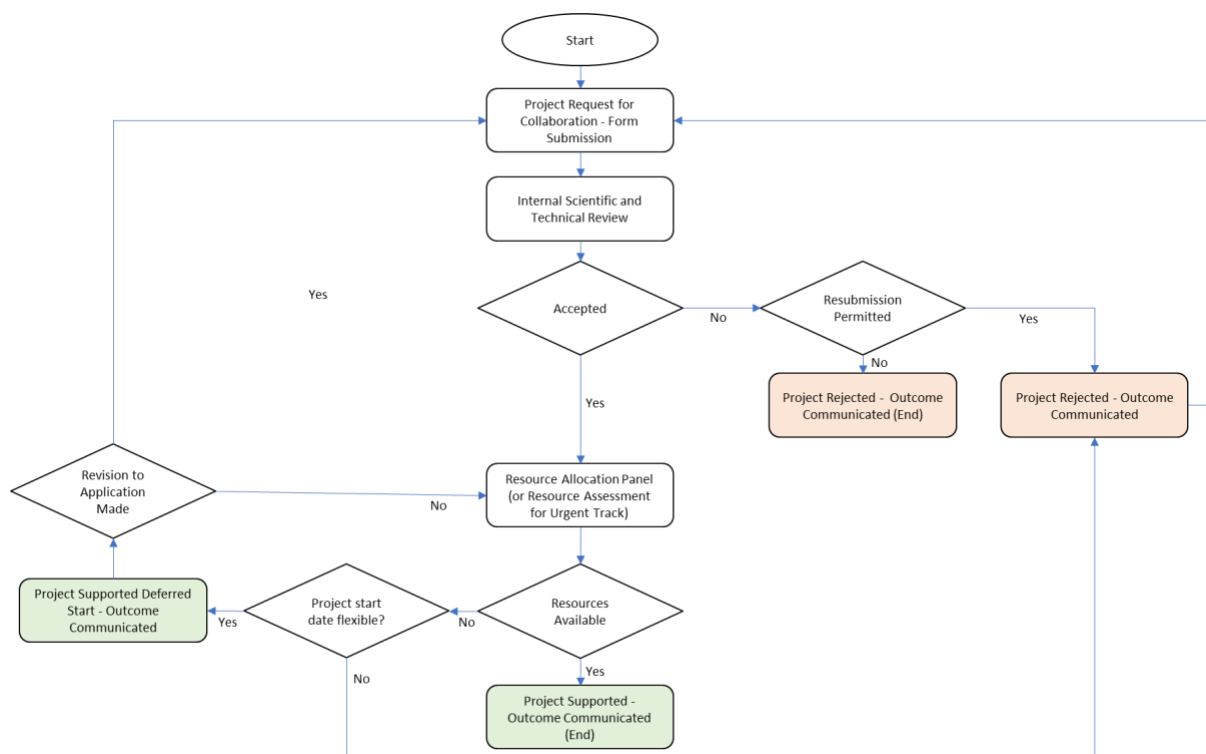 Start
Project Request for
Collaboration - Form
Submission
Internal Scientific and
Technical Review
Yes
Accepted
No
Resubmission
Permitted
Yes
No
Project Rejected - Outcome
Communicated (End)
Project Rejected - Outcome
Communicated
Yes
Revision to
Application
Made
No
Resource Allocation Panel
(or Resource Assessment
for Urgent Track)
Project Supported Deferred
Start - Outcome
Communicated
Yes
Project start
date flexible?
No
Resources
Available
No
Yes
Project Supported -
Outcome Communicated
(End)